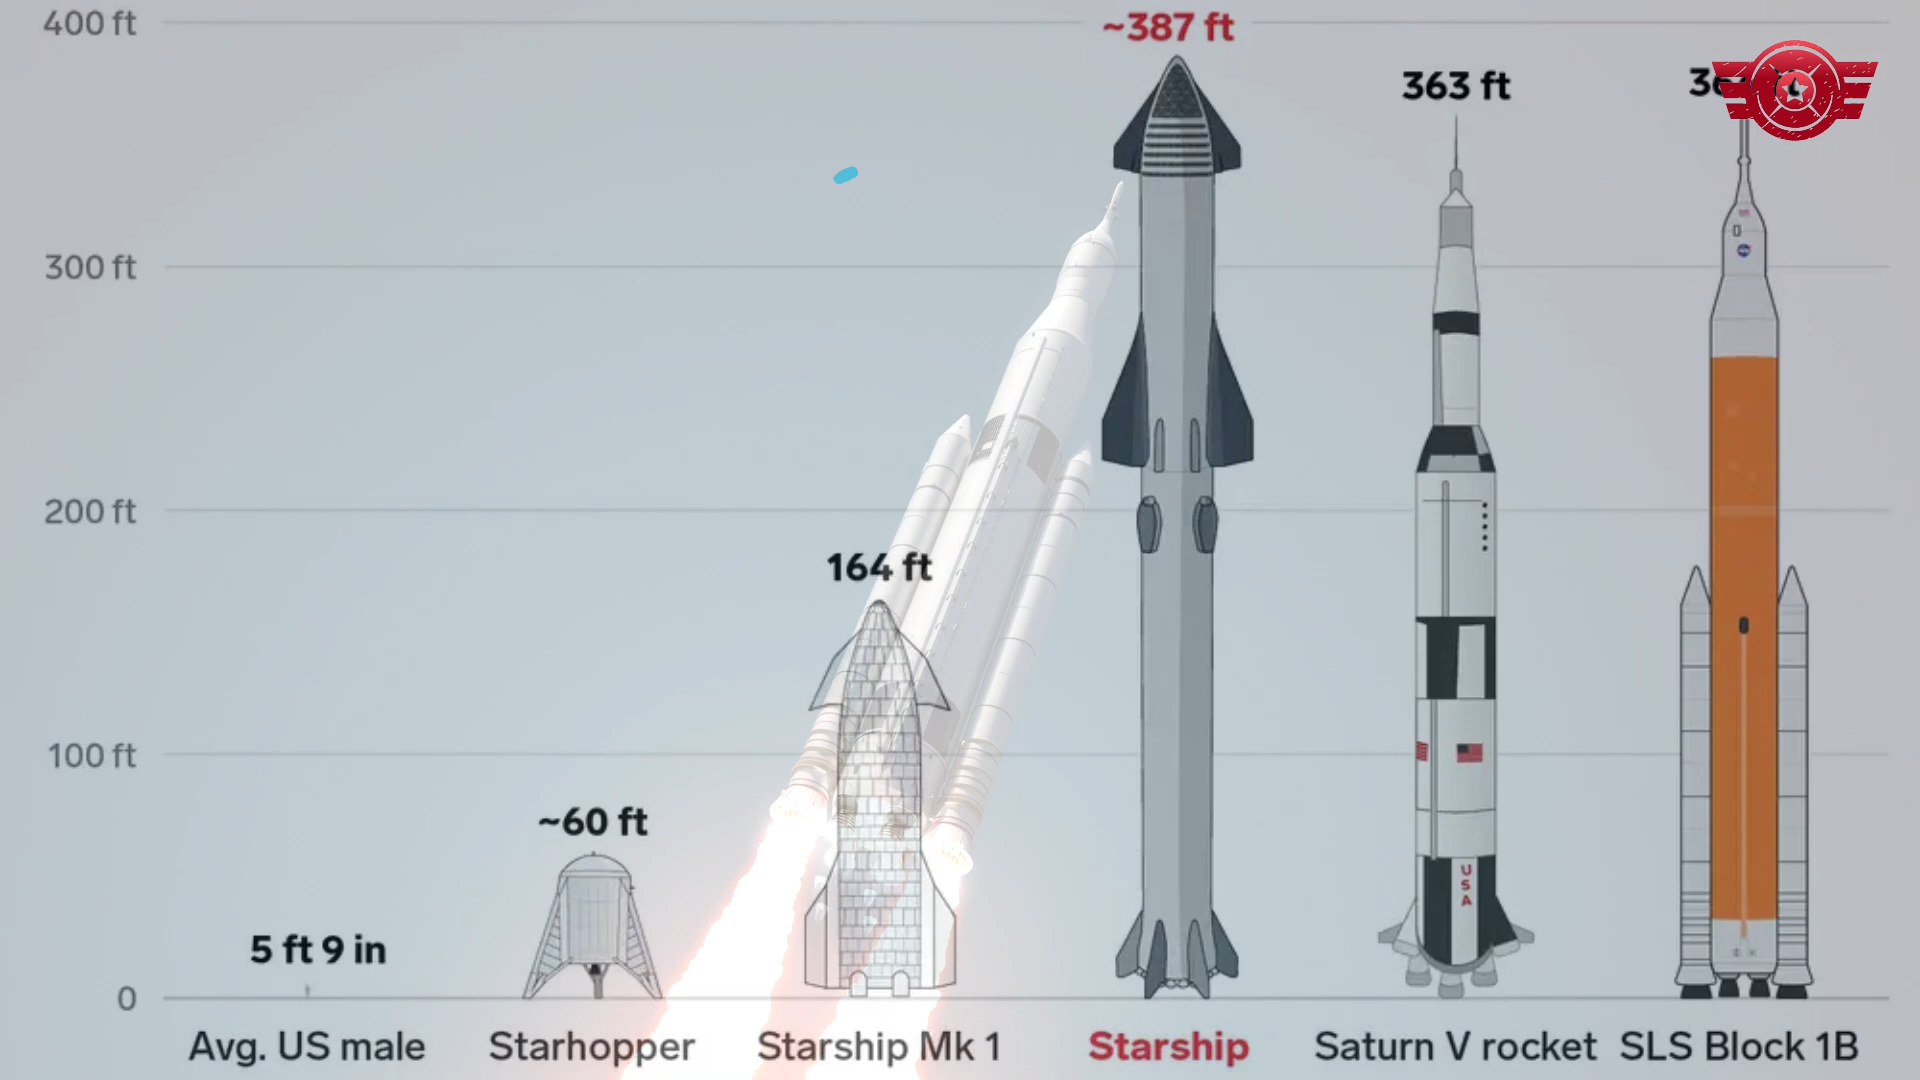 400 ft
~387 ft
363 ft
300 ft
200 ft
164 ft
100 ft
~60 ft
USA
5 ft 9 in
0
Avg. US male
Starhopper
Starship Mk 1
Starship
Saturn V rocket
SLS Block 1B